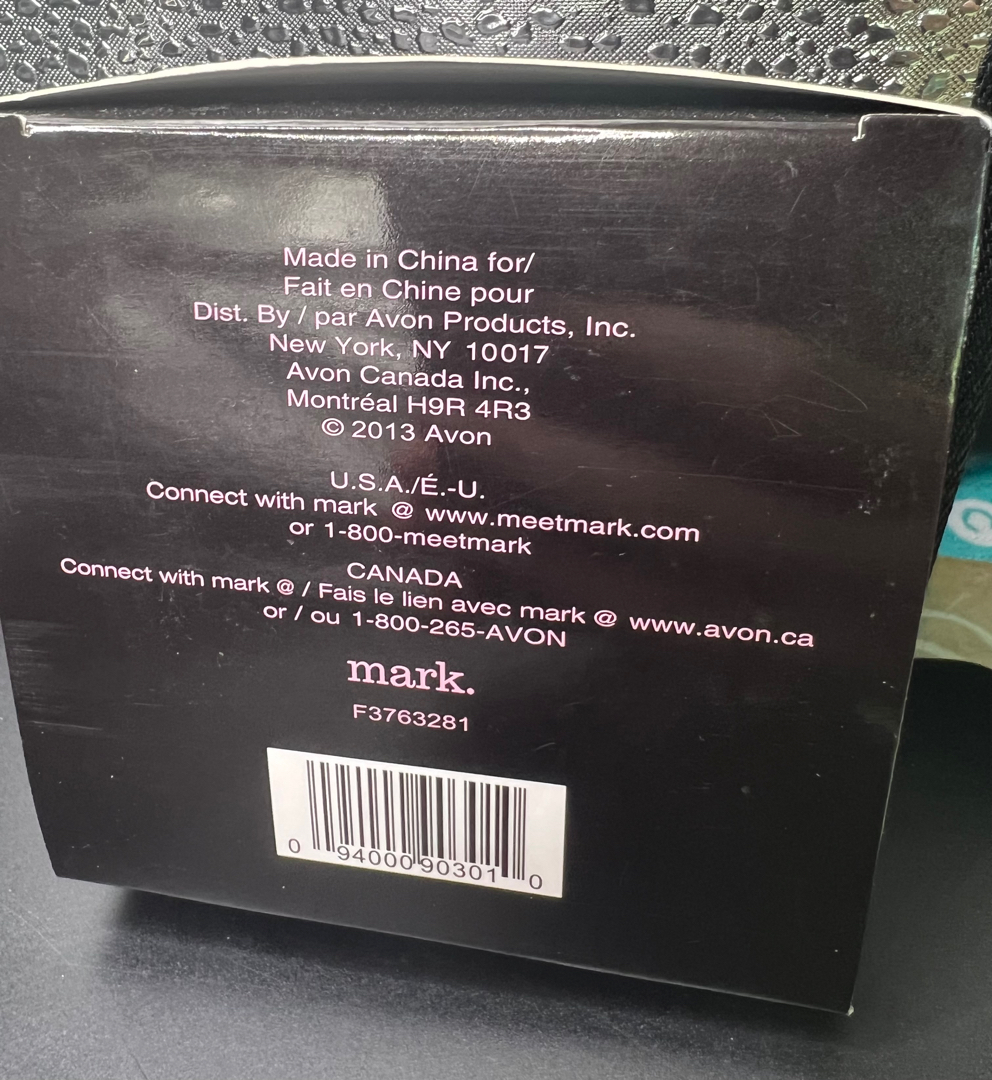 Made in China for/
Fait en Chine pour
Dist. By / par Avon Products, Inc.
New York, NY 10017
Avon Canada Inc.,
Montréal H9R 4R3
© 2013 Avon
U.S.A./É.-U.
Connect with mark @ www.meetmark.com
or 1-800-meetmark
CANADA
Connect with mark @ / Fais le lien avec mark @ www.avon.ca
or / ou 1-800-265-AVON
mark.
F3763281
0 94000 90301 0